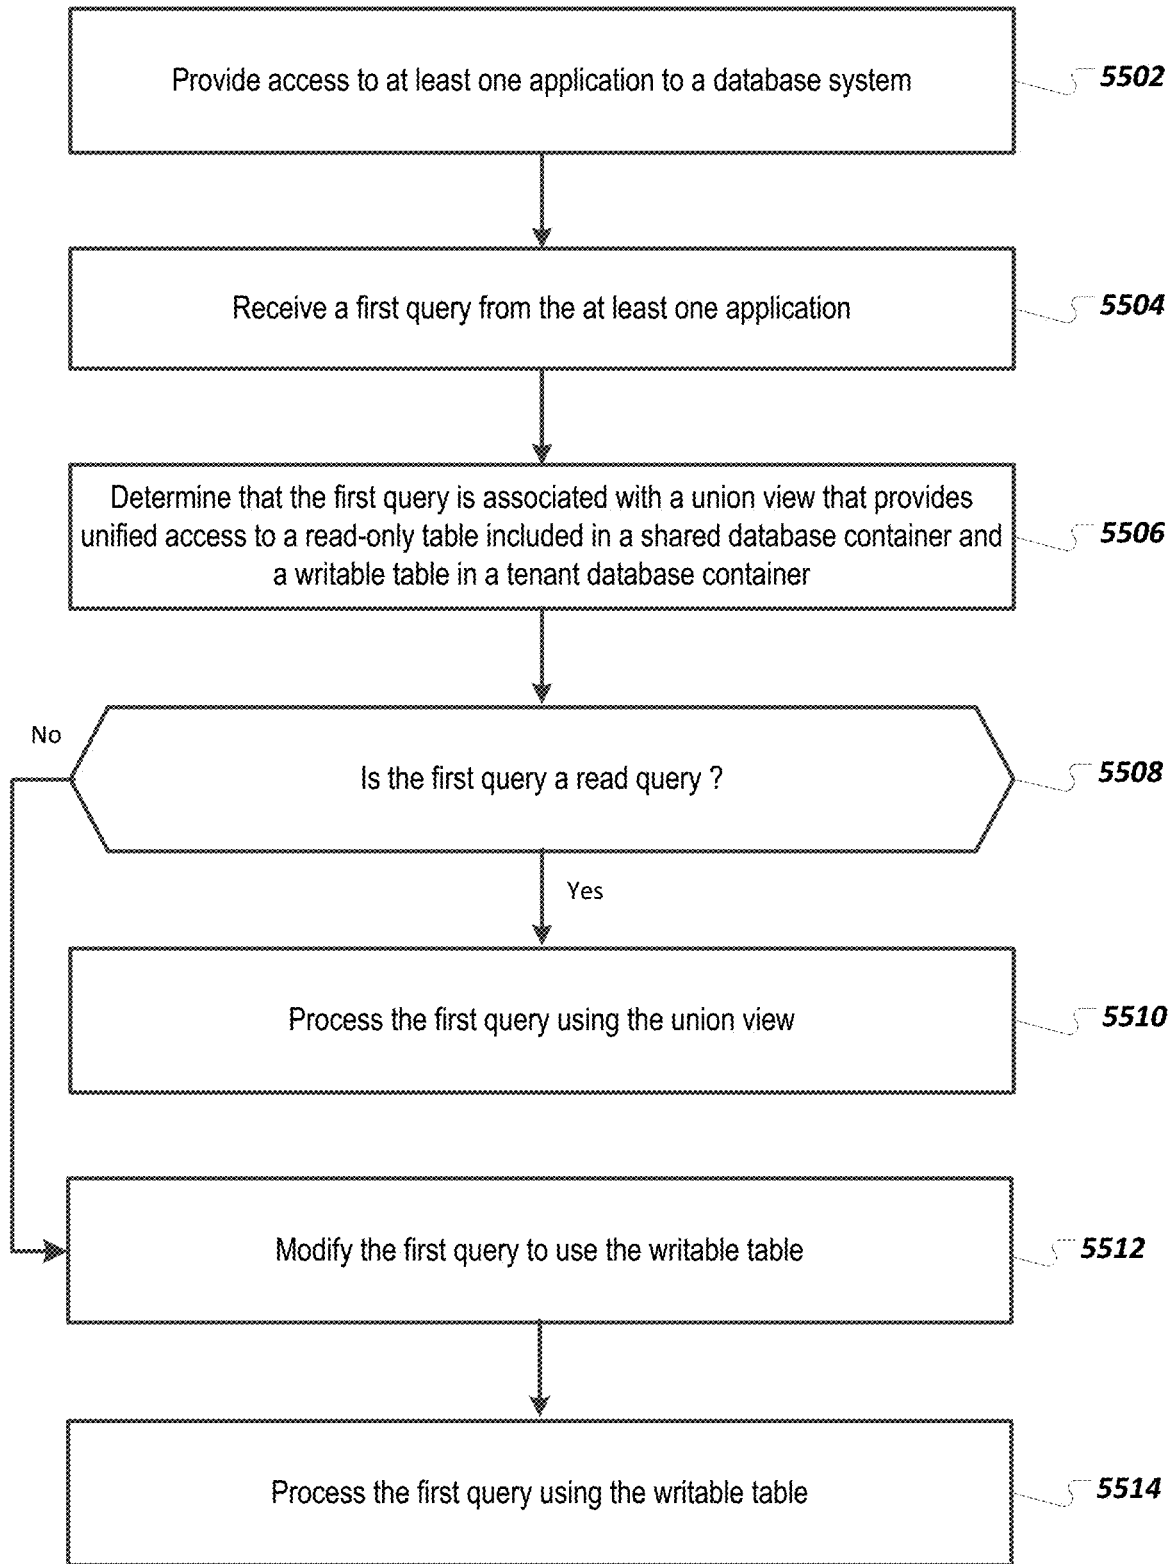 Provide access to at least one application to a database system
5502
Receive a first query from the at least one application
5504
Determine that the first query is associated with a union view that provides
unified access to a read-only table included in a shared database container and
a writable table in a tenant database container
5506
No
Is the first query a read query ?
5508
Yes
Process the first query using the union view
5510
Modify the first query to use the writable table
5512
Process the first query using the writable table
5514